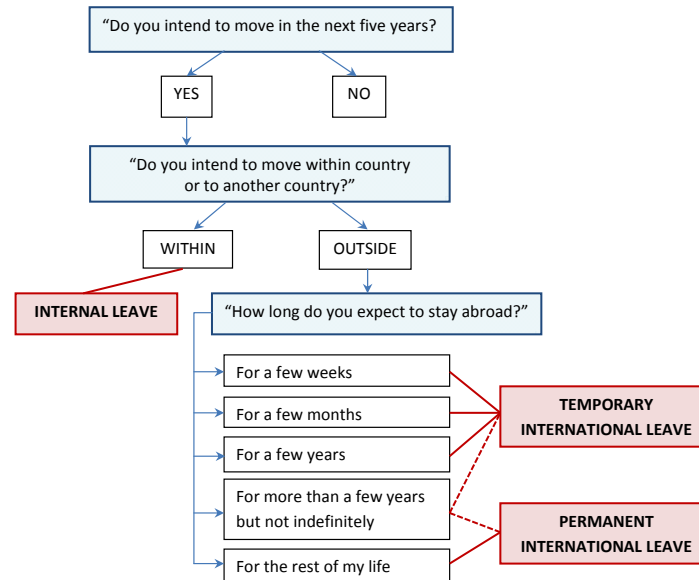 “Do you intend to move in the next five years?
YES
NO
“Do you intend to move within country
or to another country?”
WITHIN
OUTSIDE
INTERNAL LEAVE
“How long do you expect to stay abroad?”
For a few weeks
For a few months
For a few years
For more than a few years
but not indefinitely
For the rest of my life
TEMPORARY
INTERNATIONAL LEAVE
PERMANENT
INTERNATIONAL LEAVE